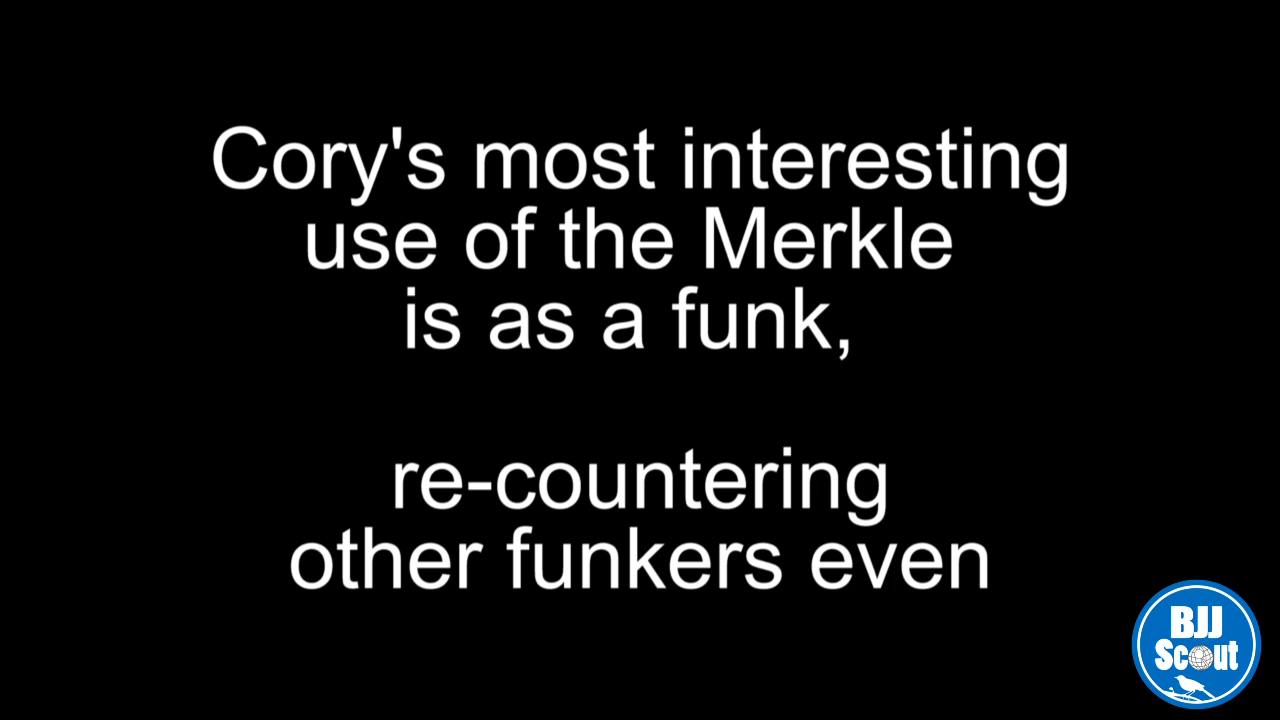 Cory's most interesting
use of the Merkle
is as a funk,
re-countering
other funkers even
BJJ
Scout